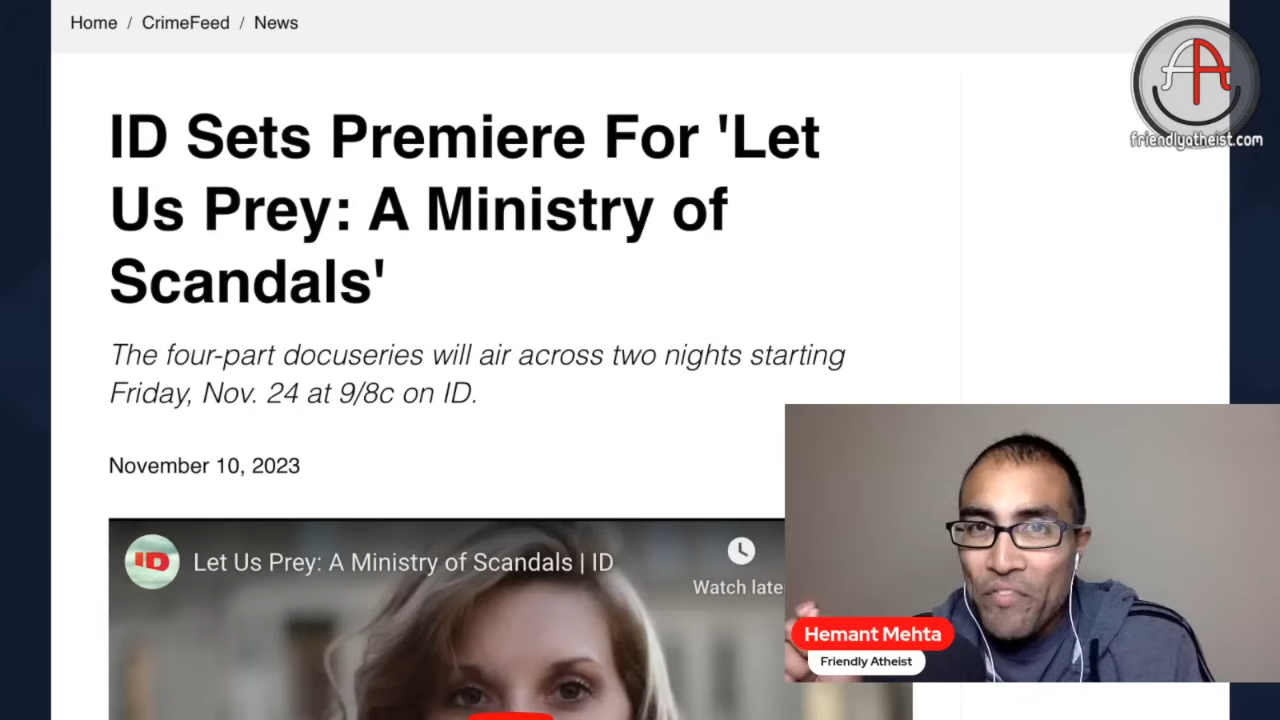 Home / CrimeFeed / News
AA
friendlyatheist.com
ID Sets Premiere For 'Let
Us Prey: A Ministry of
Scandals'
The four-part docuseries will air across two nights starting
Friday, Nov. 24 at 9/8c on ID.
November 10, 2023
ID
Let Us Prey: A Ministry of Scandals | ID
Watch late
Hemant Mehta
Friendly Atheist